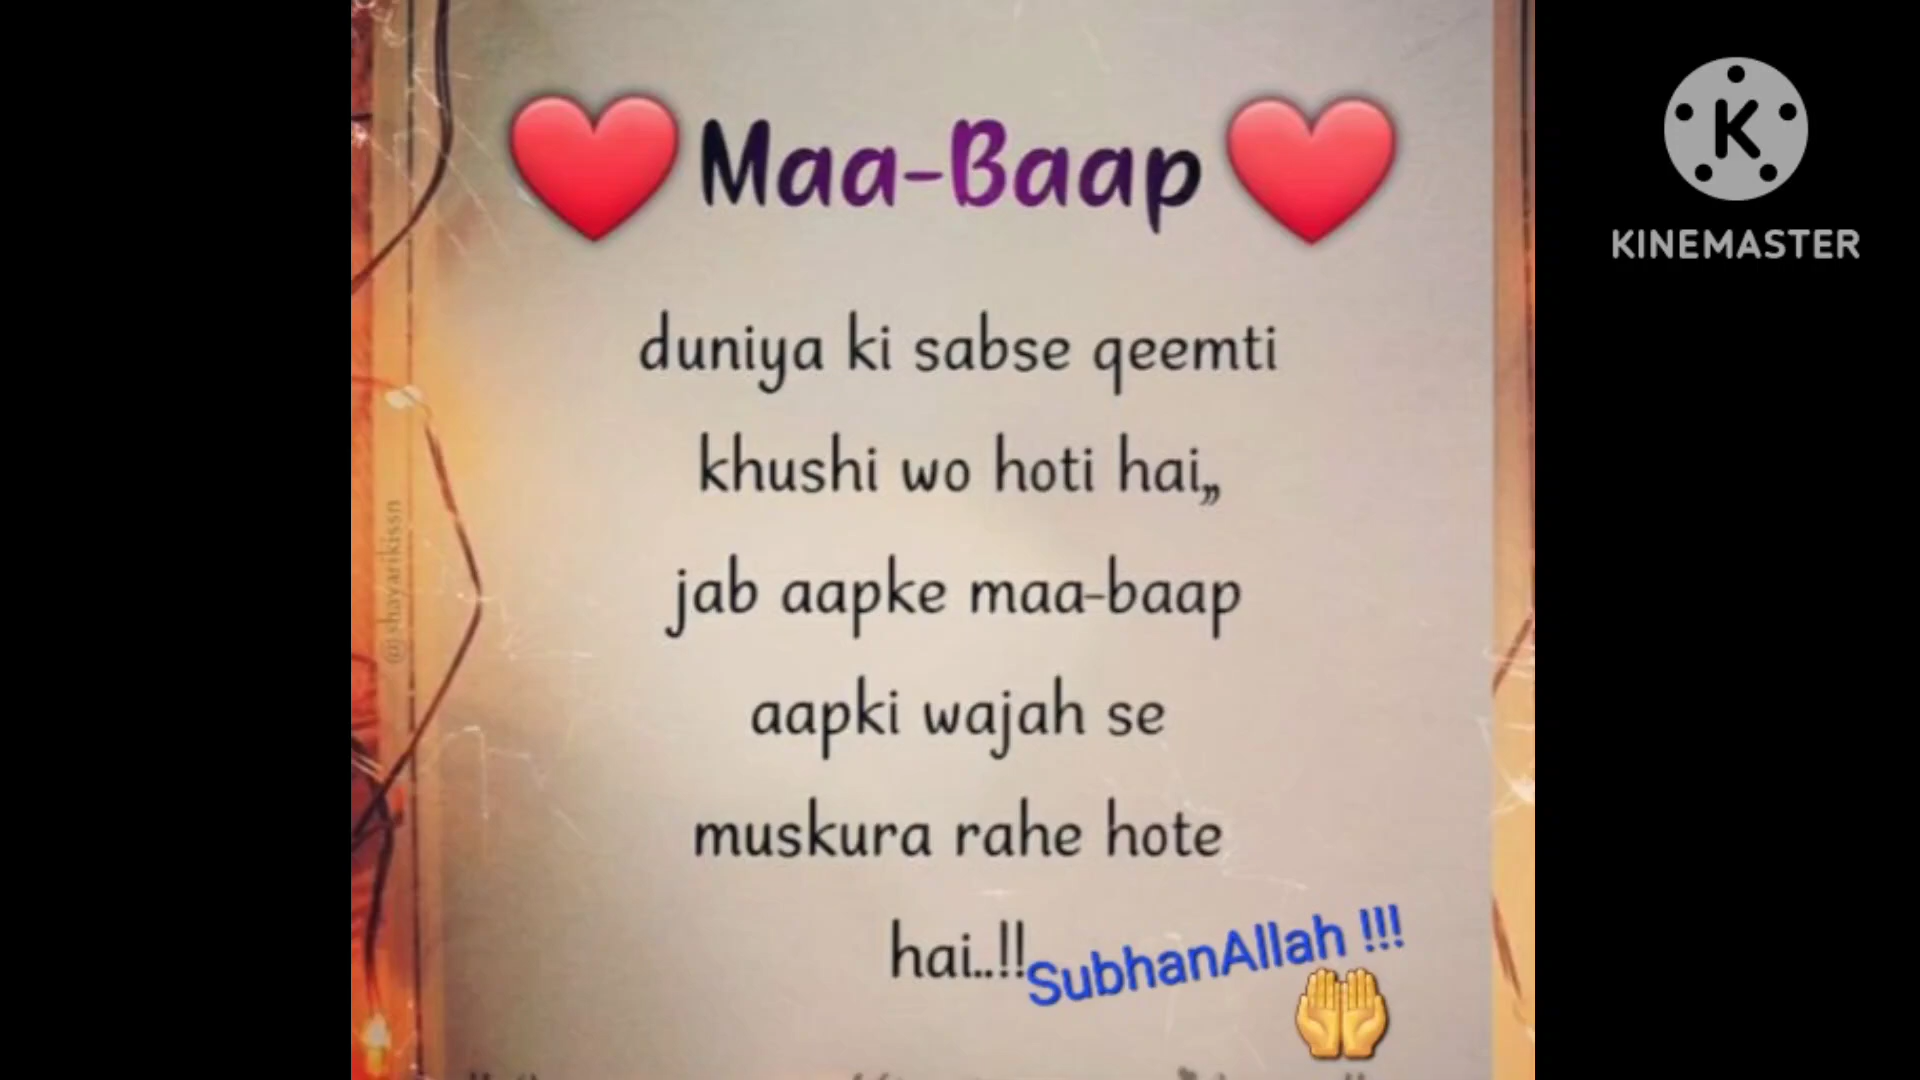 ❤️ Maa-Baap ❤️
duniya ki sabse qeemti
khushi wo hoti hai,,
jab aapke maa-baap
aapki wajah se
muskura rahe hote
hai..!!
SubhanAllah !!!
🤲
@jshayarikissn
K
KINEMASTER